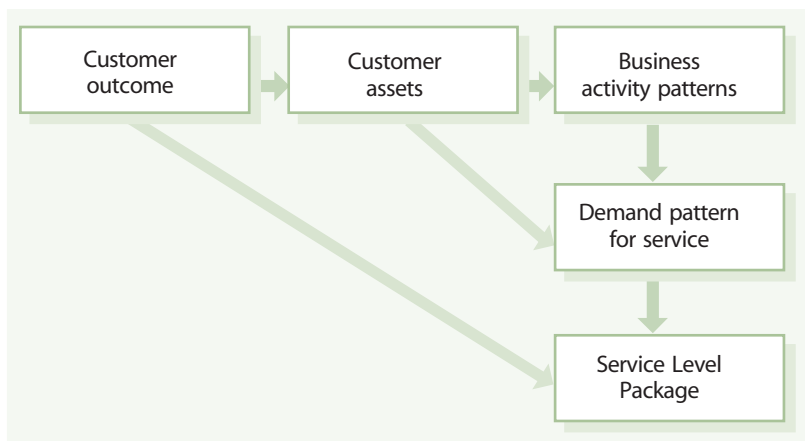 Customer
outcome
Customer
assets
Business
activity patterns
Demand pattern
for service
Service Level
Package